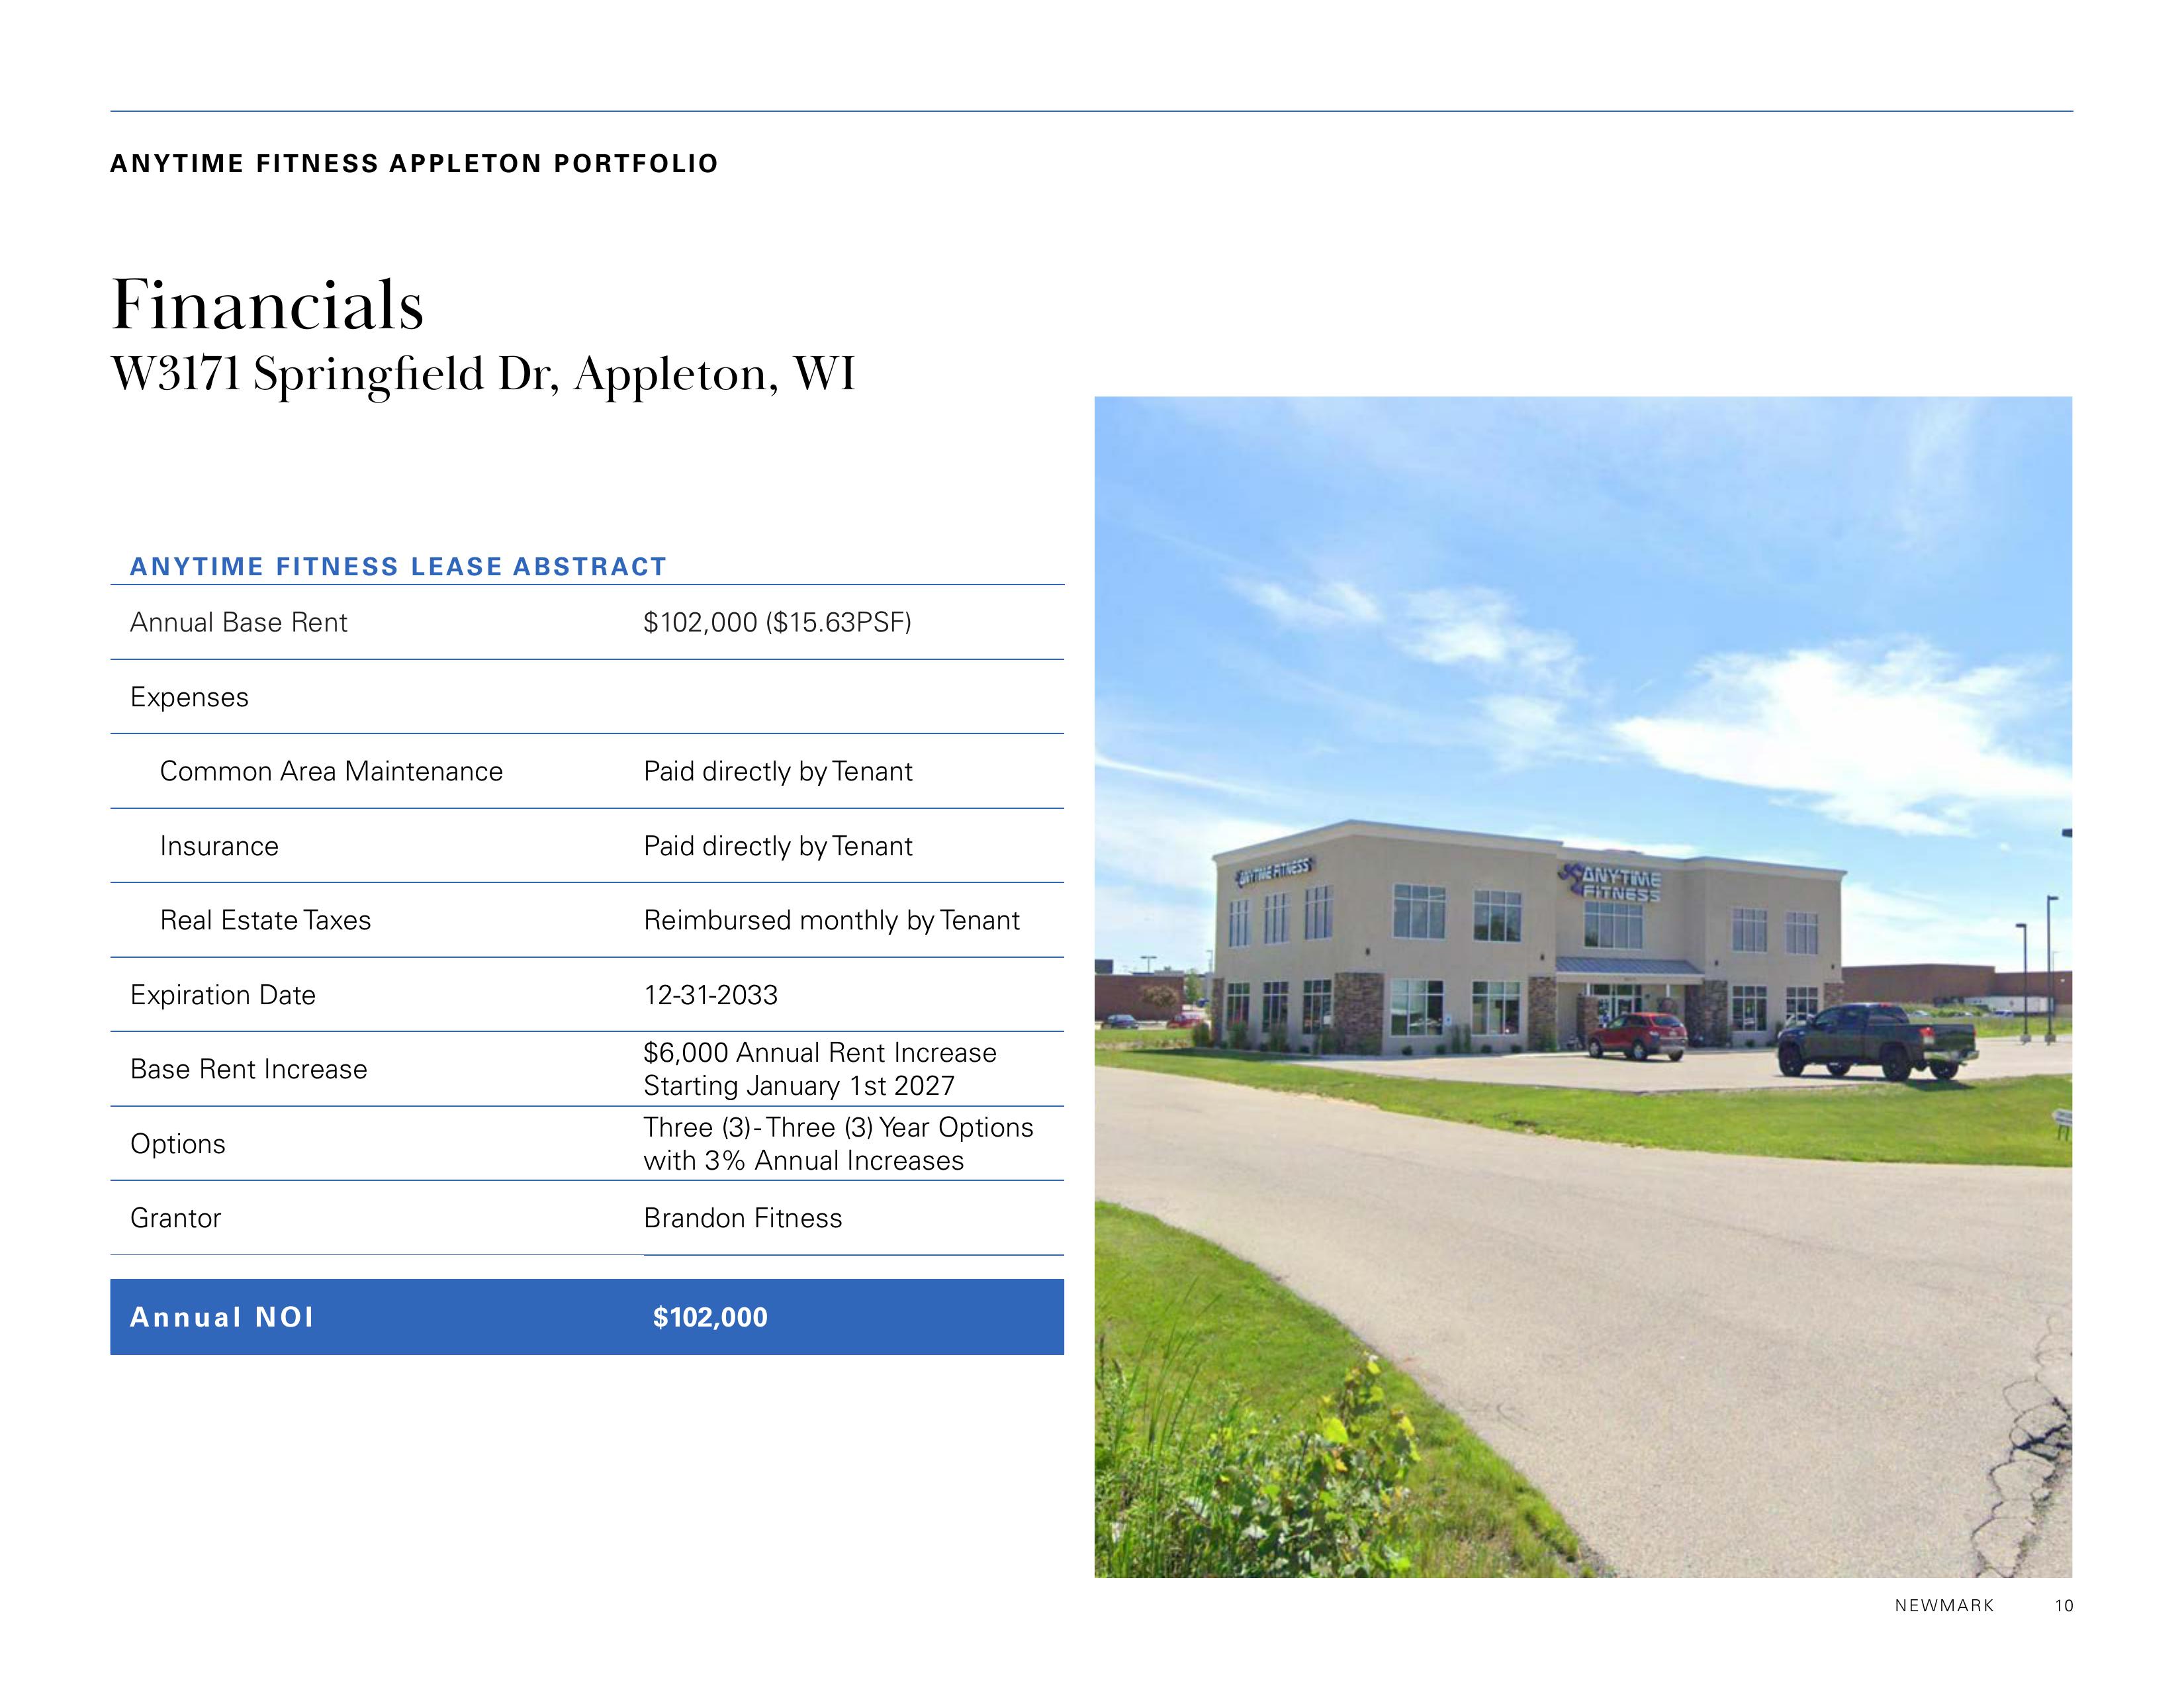 ANYTIME FITNESS APPLETON PORTFOLIO
Financials
W3171 Springfield Dr, Appleton, WI
ANYTIME FITNESS LEASE ABSTRACT
Annual Base Rent $102,000 ($15.63PSF)
Expenses
Common Area Maintenance Paid directly by Tenant
Insurance Paid directly by Tenant
Real Estate Taxes Reimbursed monthly by Tenant
Expiration Date 12-31-2033
Base Rent Increase $6,000 Annual Rent Increase
Starting January 1st 2027
Options Three (3)-Three (3) Year Options
with 3% Annual Increases
Grantor Brandon Fitness
Annual NOI $102,000
ANYTIME FITNESS
ANYTIME
FITNESS
NEWMARK 10